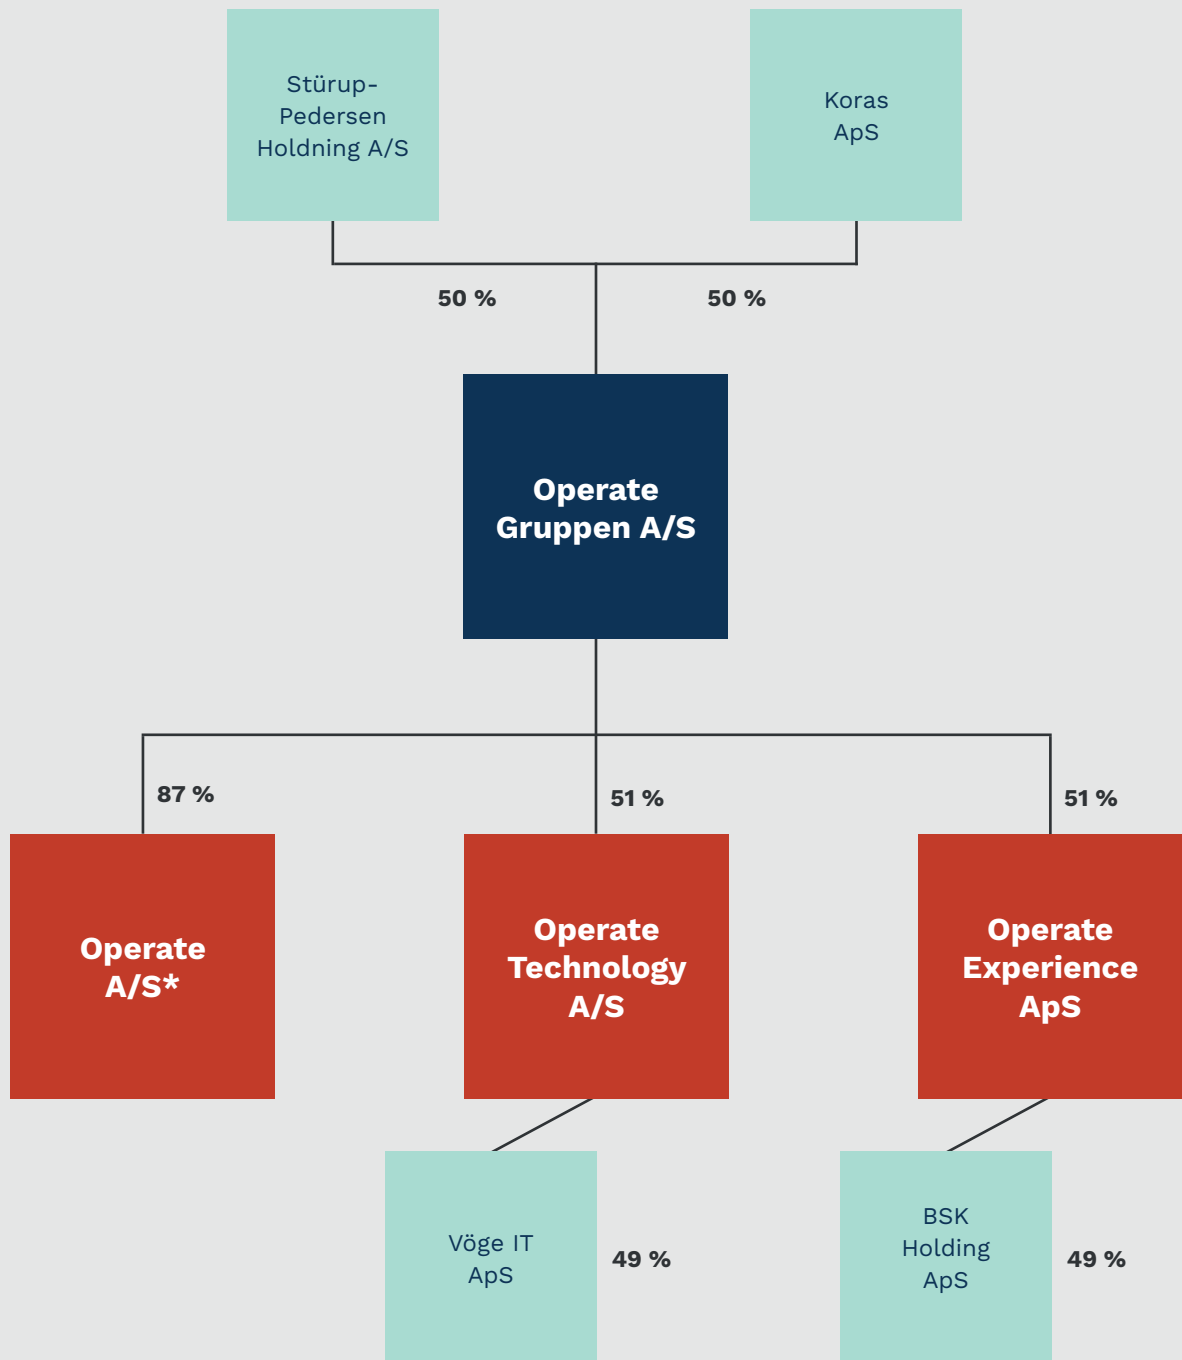 Stürup-
Pedersen
Holdning A/S
Koras
ApS
50 %
50 %
Operate
Gruppen A/S
87 %
51 %
51 %
Operate
A/S*
Operate
Technology
A/S
Operate
Experience
ApS
Vöge IT
ApS
49 %
BSK
Holding
ApS
49 %